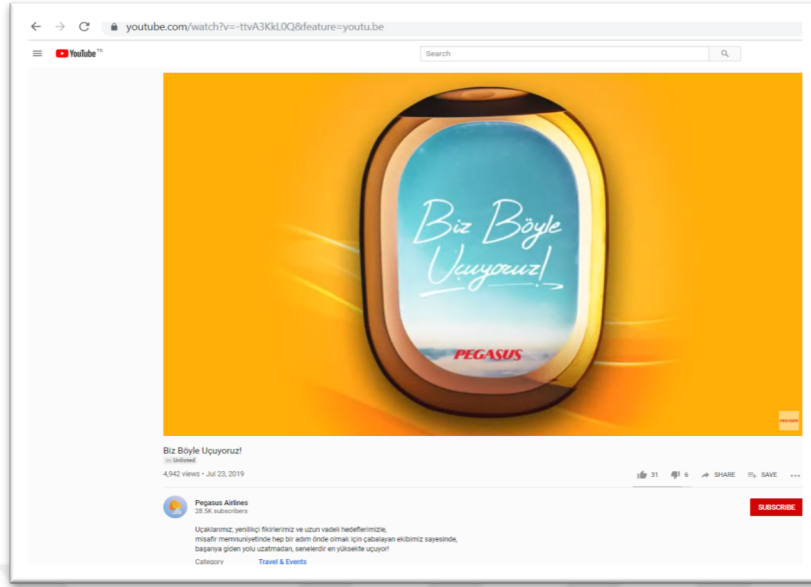 youtube.com/watch?v=-ttvA3KkL0Q&feature=youtu.be
YouTube TR
Search
Biz Böyle
Uçuyoruz!
PEGASUS
PEGASUS
Biz Böyle Uçuyoruz!
Unlisted
4,942 views • Jul 23, 2019
31 6 SHARE SAVE
Pegasus Airlines
28.5K subscribers
SUBSCRIBE
Uçaklarımız; yenilikçi fikirlerimiz ve uzun vadeli hedeflerimizle,
misafir memnuniyetinde hep bir adım önde olmak için çabalayan ekibimiz sayesinde,
başarıya giden yolu uzatmadan, senelerdir en yüksekte uçuyor!
Category Travel & Events